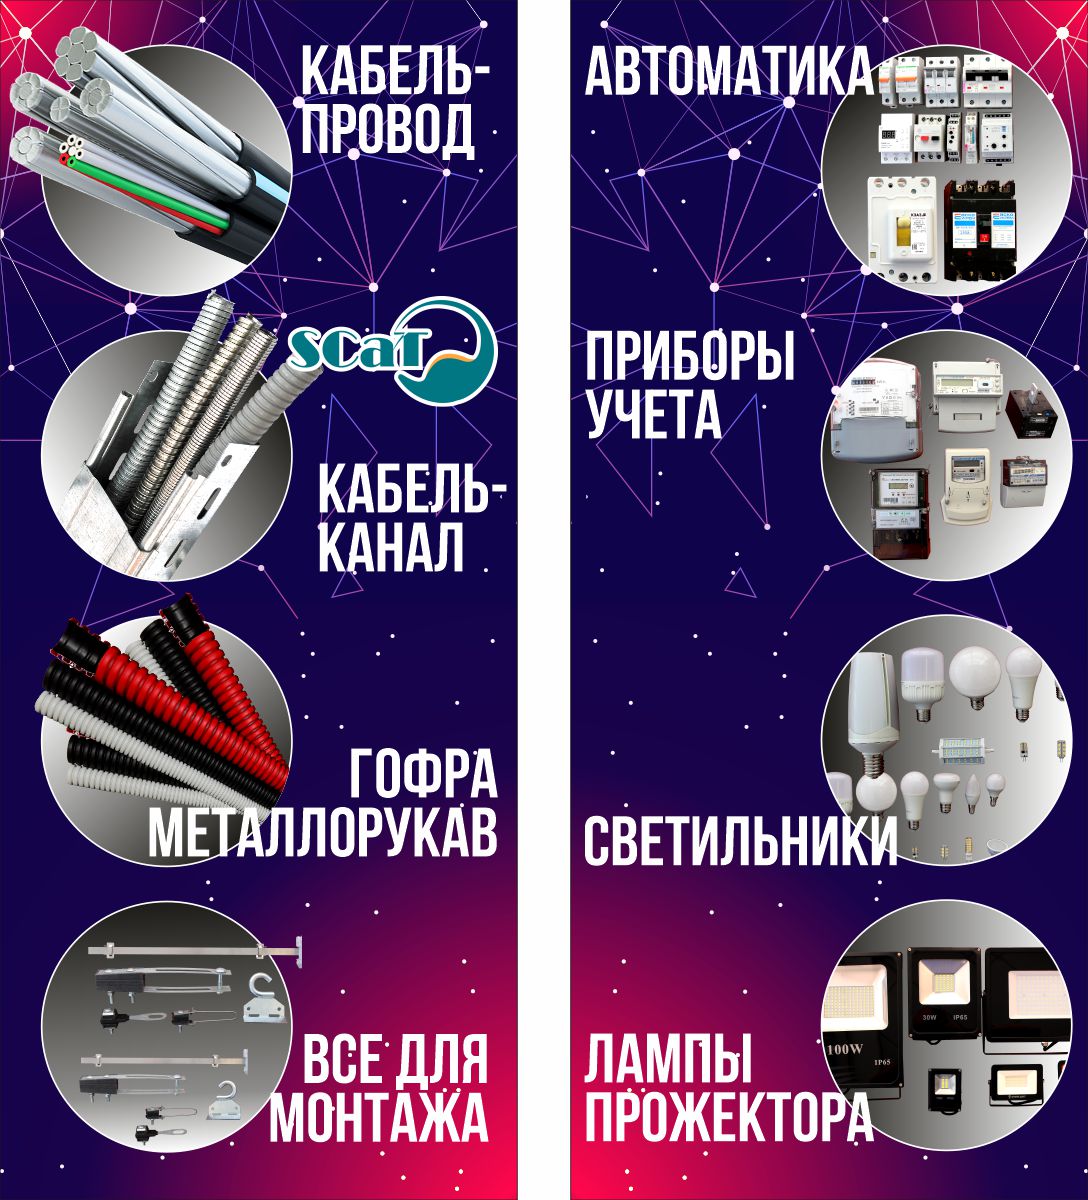 КАБЕЛЬ-
ПРОВОД
SCaT
КАБЕЛЬ-
КАНАЛ
ГОФРА
МЕТАЛЛОРУКАВ
ВСЕ ДЛЯ
МОНТАЖА
АВТОМАТИКА
ПРИБОРЫ
УЧЕТА
СВЕТИЛЬНИКИ
30W IP65
100W
IP65
ЛАМПЫ
ПРОЖЕКТОРА